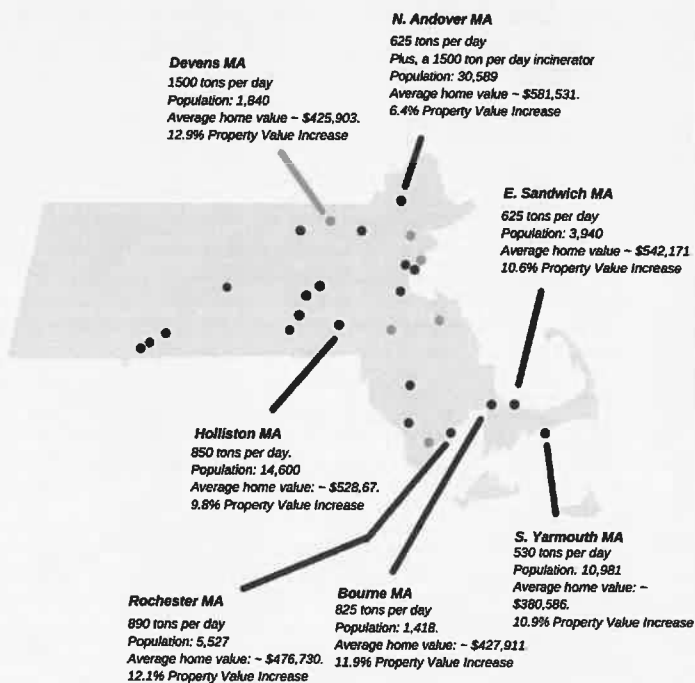 N. Andover MA
625 tons per day
Plus, a 1500 ton per day incinerator
Population: 30,589
Average home value ~ $581,531.
6.4% Property Value Increase
Devens MA
1500 tons per day
Population: 1,840
Average home value ~ $425,903.
12.9% Property Value Increase
E. Sandwich MA
625 tons per day
Population: 3,940
Average home value ~ $542,171
10.6% Property Value Increase
Holliston MA
850 tons per day.
Population: 14,600
Average home value: ~ $528,67.
9.8% Property Value Increase
S. Yarmouth MA
530 tons per day
Population. 10,981
Average home value: ~
$380,586.
10.9% Property Value Increase
Rochester MA
890 tons per day
Population: 5,527
Average home value: ~ $476,730.
12.1% Property Value Increase
Bourne MA
825 tons per day
Population: 1,418.
Average home value: ~ $427,911
11.9% Property Value Increase